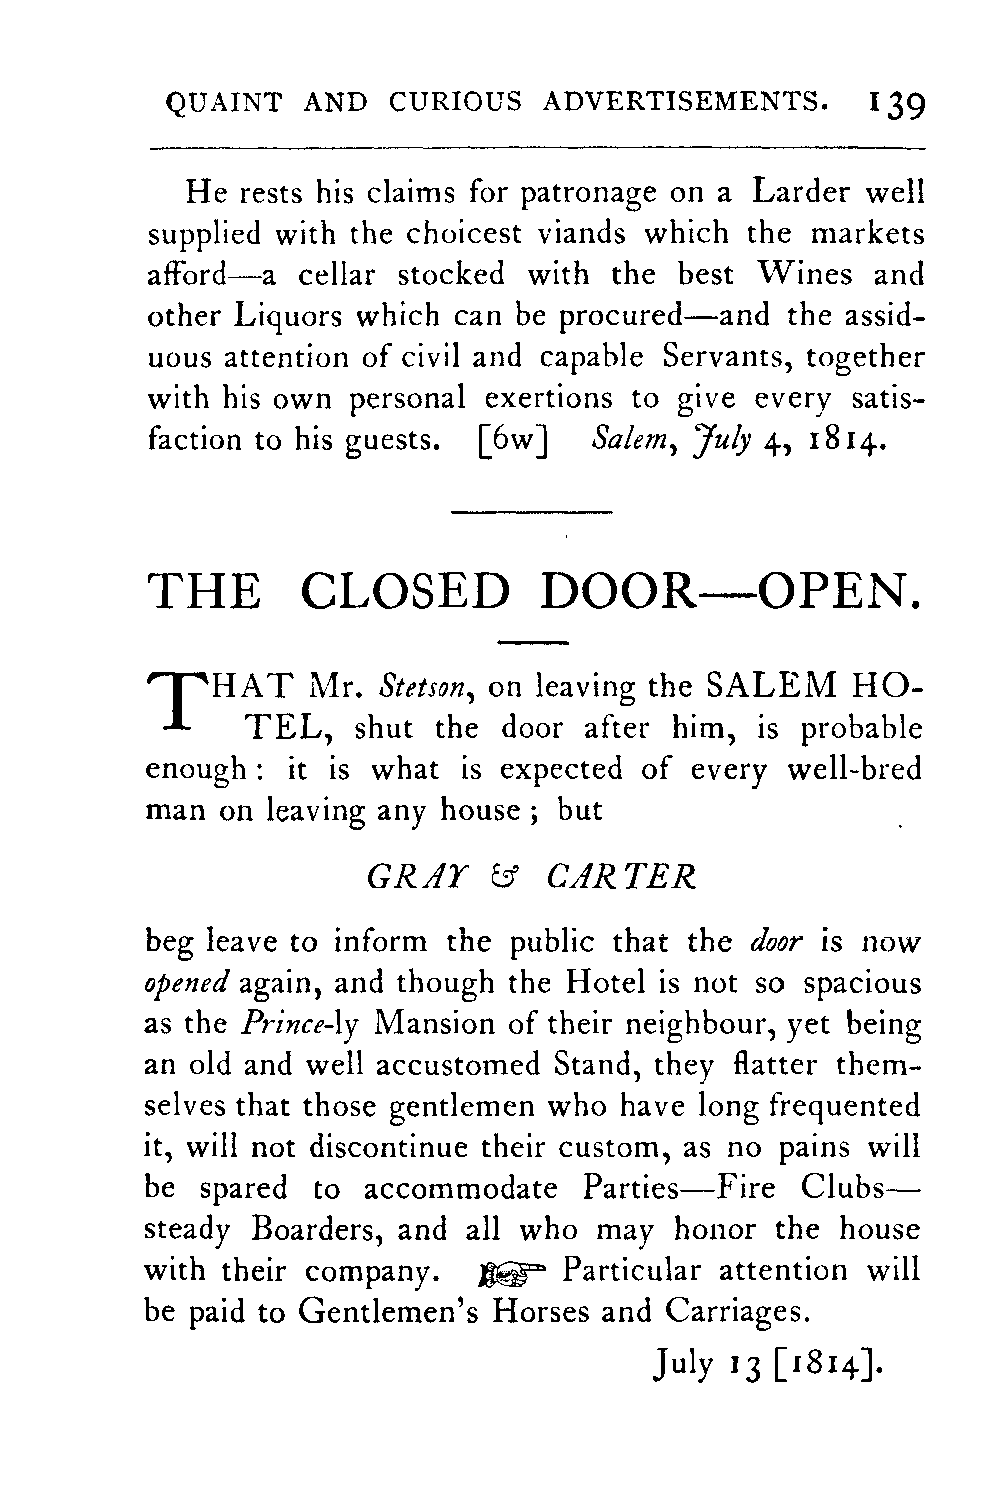 QUAINT AND CURIOUS ADVERTISEMENTS. 139
He rests his claims for patronage on a Larder well
supplied with the choicest viands which the markets
afford—a cellar stocked with the best Wines and
other Liquors which can be procured—and the assid-
uous attention of civil and capable Servants, together
with his own personal exertions to give every satis-
faction to his guests. [6w] Salem, July 4, 1814.
THE CLOSED DOOR—OPEN.
THAT Mr. Stetson, on leaving the SALEM HO-
TEL, shut the door after him, is probable
enough : it is what is expected of every well-bred
man on leaving any house ; but
GRAY & CARTER
beg leave to inform the public that the door is now
opened again, and though the Hotel is not so spacious
as the Prince-ly Mansion of their neighbour, yet being
an old and well accustomed Stand, they flatter them-
selves that those gentlemen who have long frequented
it, will not discontinue their custom, as no pains will
be spared to accommodate Parties—Fire Clubs—
steady Boarders, and all who may honor the house
with their company. ☞ Particular attention will
be paid to Gentlemen's Horses and Carriages.
July 13 [1814].